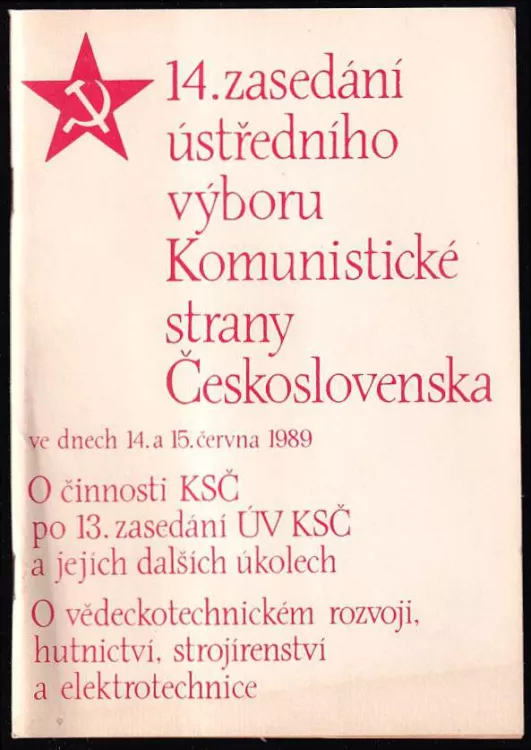 14. zasedání
ústředního
výboru
Komunistické
strany
Československa
ve dnech 14. a 15. června 1989
O činnosti KSČ
po 13. zasedání ÚV KSČ
a jejích dalších úkolech
O vědeckotechnickém rozvoji,
hutnictví, strojírenství
a elektrotechnice